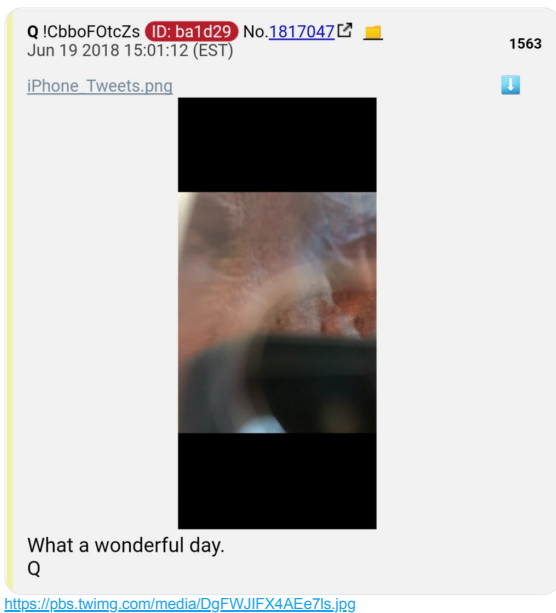 Q !CbboFOtcZs ID: ba1d29 No.1817047
Jun 19 2018 15:01:12 (EST)
1563
iPhone_Tweets.png
What a wonderful day.
Q
https://pbs.twimg.com/media/DgFWJIFX4AEe7ls.jpg